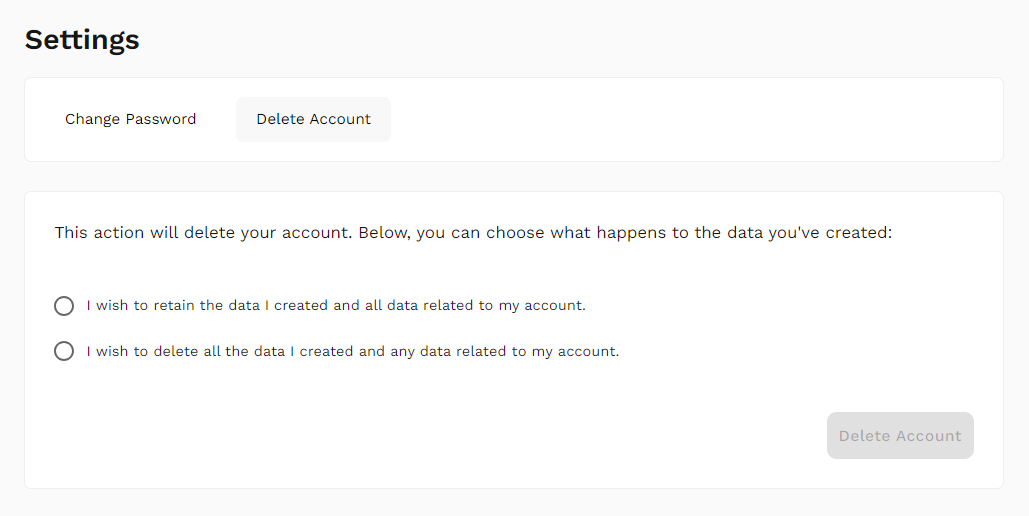 Settings
Change Password
Delete Account
This action will delete your account. Below, you can choose what happens to the data you've created:
I wish to retain the data I created and all data related to my account.
I wish to delete all the data I created and any data related to my account.
Delete Account